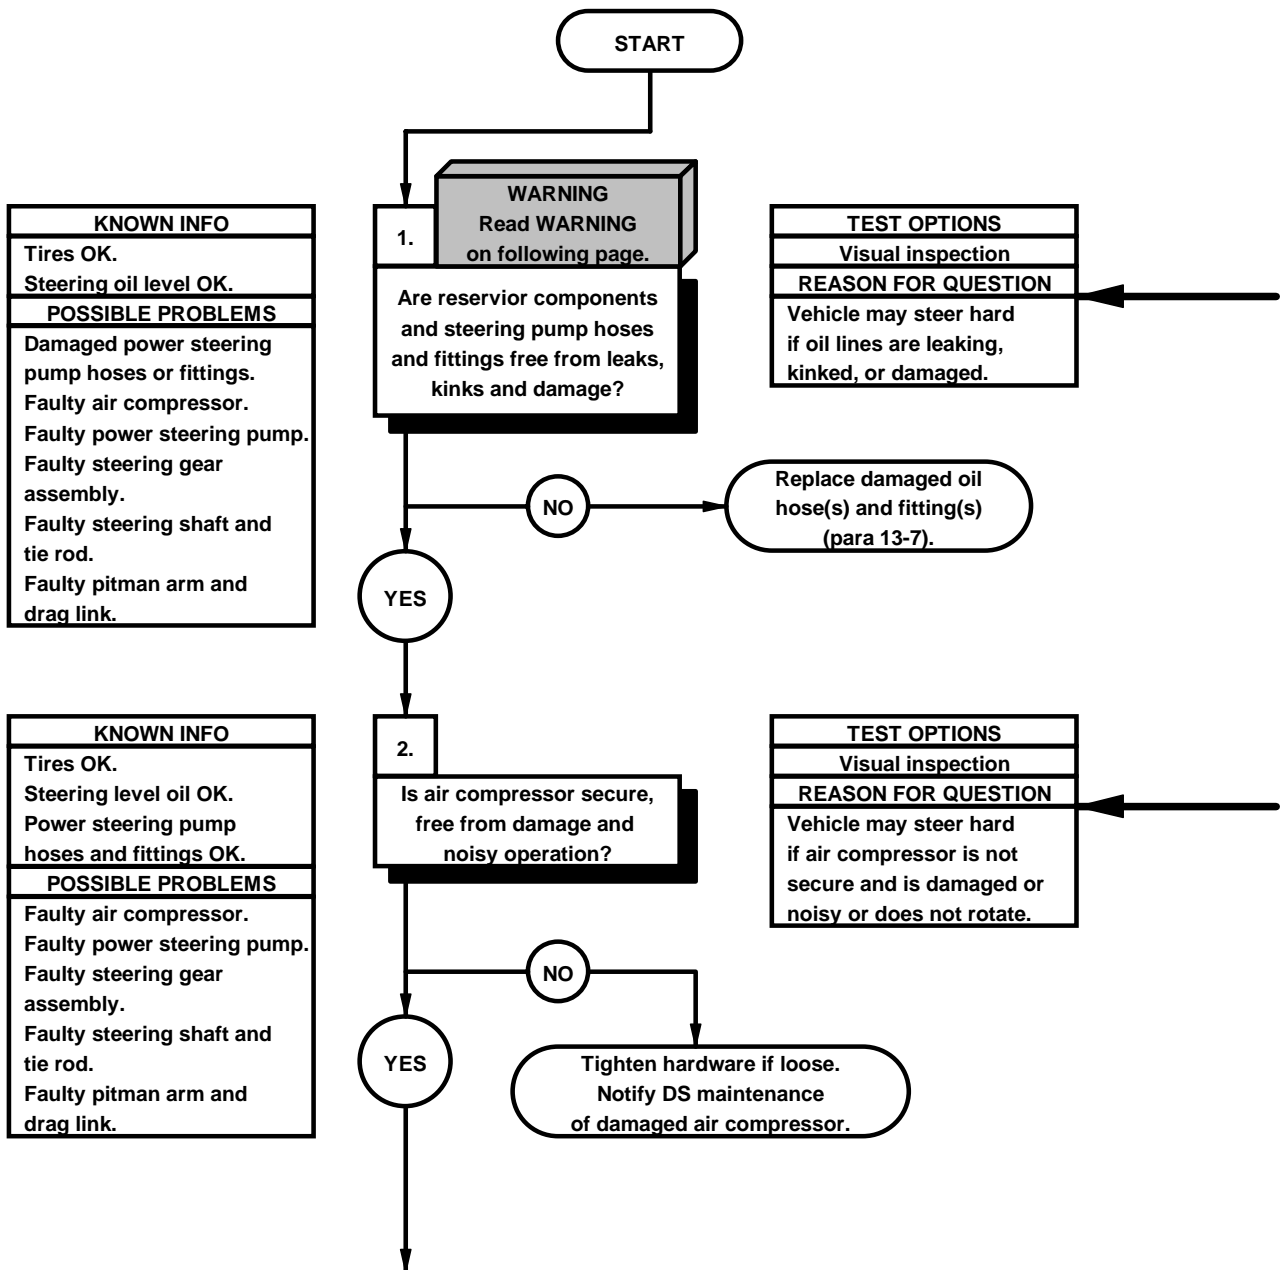 START
KNOWN INFO
Tires OK.
Steering oil level OK.
POSSIBLE PROBLEMS
Damaged power steering
pump hoses or fittings.
Faulty air compressor.
Faulty power steering pump.
Faulty steering gear
assembly.
Faulty steering shaft and
tie rod.
Faulty pitman arm and
drag link.
1.
WARNING
Read WARNING
on following page.
Are reservior components
and steering pump hoses
and fittings free from leaks,
kinks and damage?
TEST OPTIONS
Visual inspection
REASON FOR QUESTION
Vehicle may steer hard
if oil lines are leaking,
kinked, or damaged.
NO
Replace damaged oil
hose(s) and fitting(s)
(para 13-7).
YES
KNOWN INFO
Tires OK.
Steering level oil OK.
Power steering pump
hoses and fittings OK.
POSSIBLE PROBLEMS
Faulty air compressor.
Faulty power steering pump.
Faulty steering gear
assembly.
Faulty steering shaft and
tie rod.
Faulty pitman arm and
drag link.
2.
Is air compressor secure,
free from damage and
noisy operation?
TEST OPTIONS
Visual inspection
REASON FOR QUESTION
Vehicle may steer hard
if air compressor is not
secure and is damaged or
noisy or does not rotate.
NO
YES
Tighten hardware if loose.
Notify DS maintenance
of damaged air compressor.